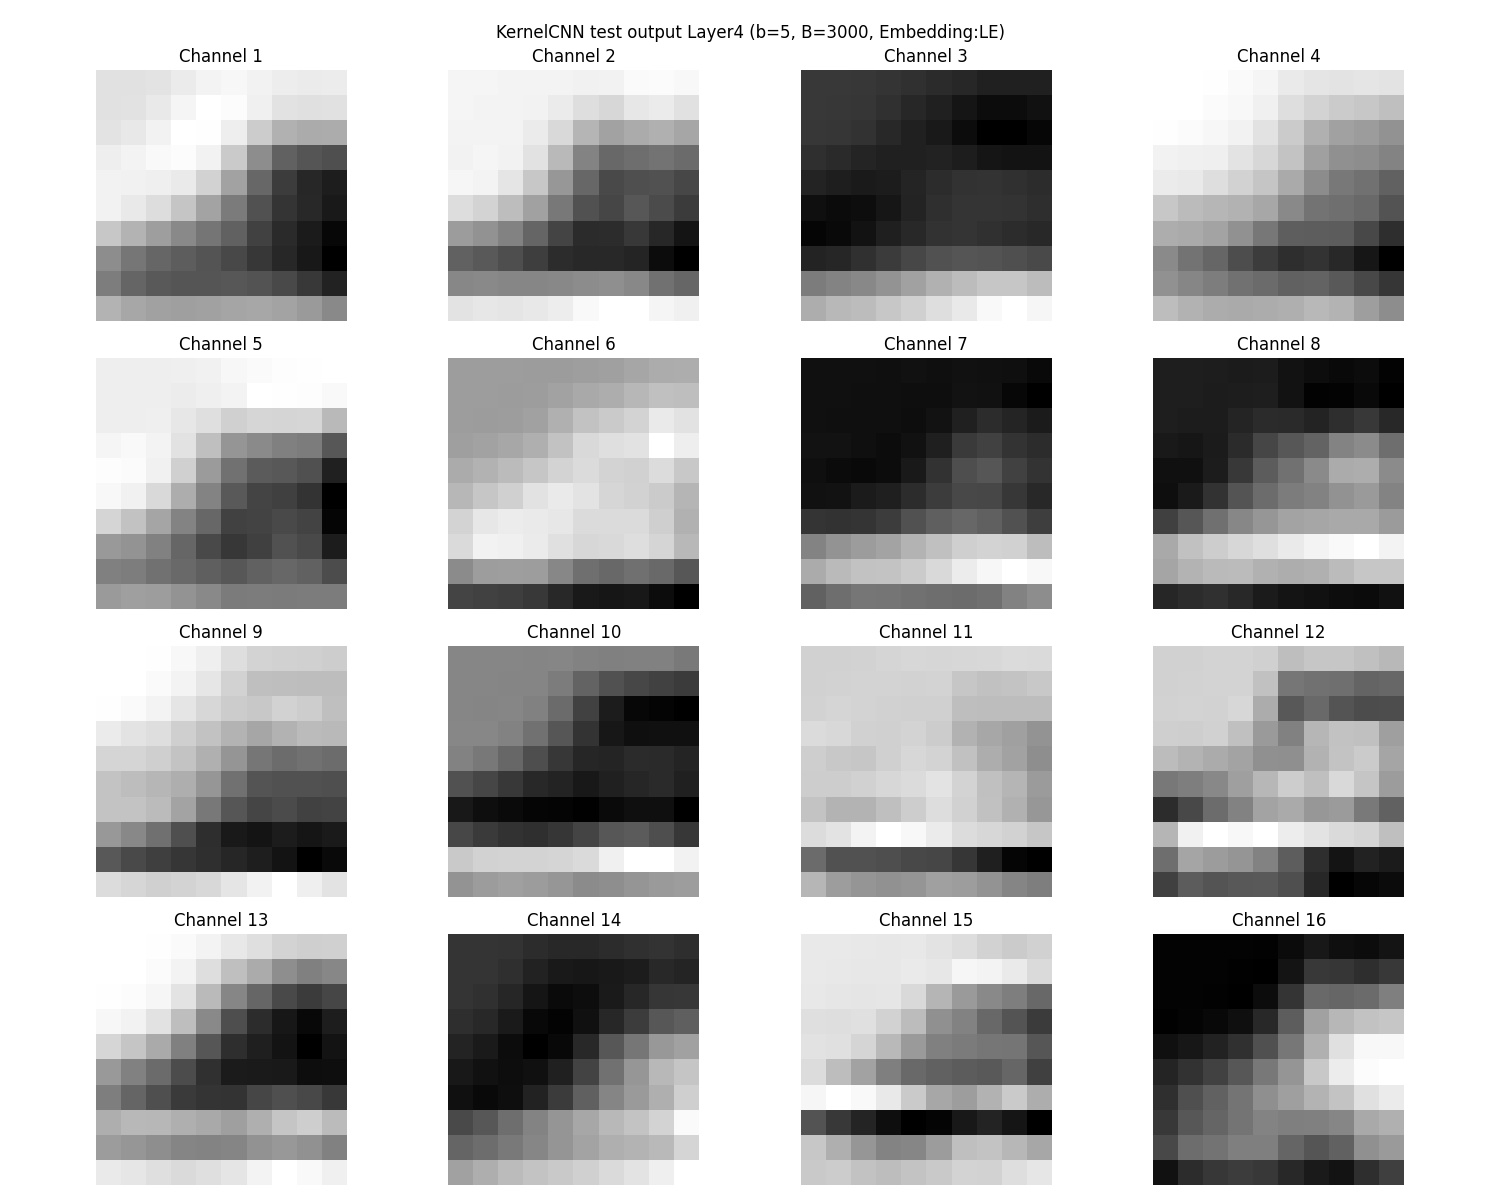 KernelCNN test output Layer4 (b=5, B=3000, Embedding:LE)
Channel 1
Channel 2
Channel 3
Channel 4
Channel 5
Channel 6
Channel 7
Channel 8
Channel 9
Channel 10
Channel 11
Channel 12
Channel 13
Channel 14
Channel 15
Channel 16